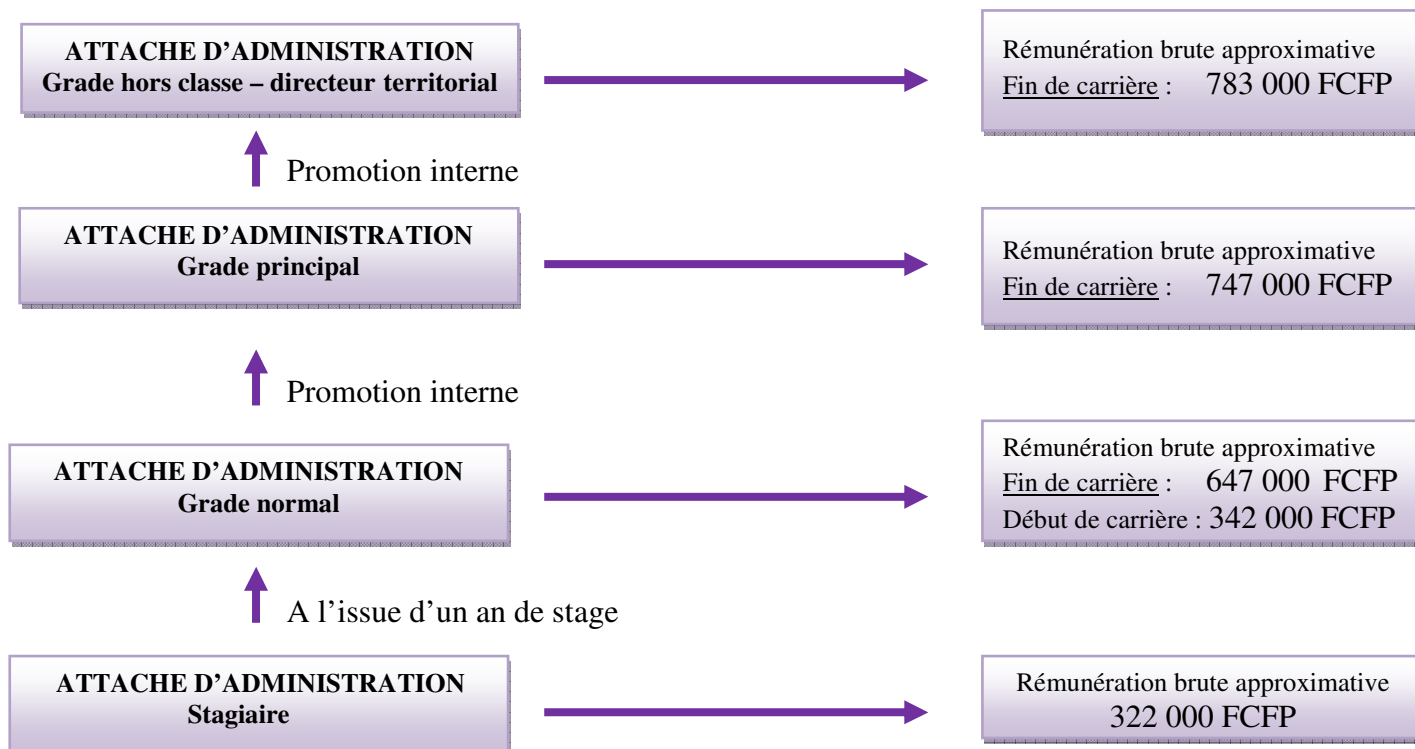 ATTACHE D'ADMINISTRATION
Grade hors classe – directeur territorial
Rémunération brute approximative
Fin de carrière : 783 000 FCFP
Promotion interne
ATTACHE D'ADMINISTRATION
Grade principal
Rémunération brute approximative
Fin de carrière : 747 000 FCFP
Promotion interne
ATTACHE D'ADMINISTRATION
Grade normal
Rémunération brute approximative
Fin de carrière : 647 000 FCFP
Début de carrière : 342 000 FCFP
A l'issue d'un an de stage
ATTACHE D'ADMINISTRATION
Stagiaire
Rémunération brute approximative
322 000 FCFP